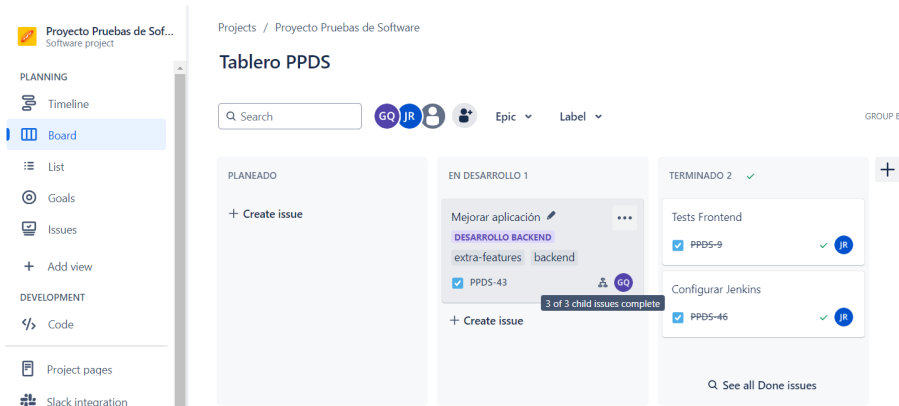 Proyecto Pruebas de Sof...
Software project
PLANNING
Timeline
Board
List
Goals
Issues
Add view
DEVELOPMENT
Code
Project pages
Slack integration
Projects / Proyecto Pruebas de Software
Tablero PPDS
Search
GQ JR
Epic
Label
GROUP B
PLANEADO
+ Create issue
EN DESARROLLO 1
Mejorar aplicación
DESARROLLO BACKEND
extra-features backend
PPDS-43
GQ
3 of 3 child issues complete
+ Create issue
TERMINADO 2
Tests Frontend
PPDS-9
JR
Configurar Jenkins
PPDS-46
JR
See all Done issues